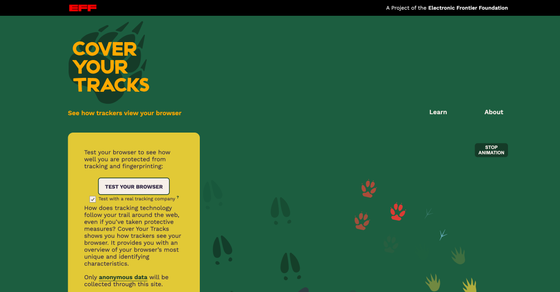 EFF
A Project of the Electronic Frontier Foundation
COVER
YOUR
TRACKS
See how trackers view your browser
Learn
About
Test your browser to see how
well you are protected from
tracking and fingerprinting:
STOP
ANIMATION
TEST YOUR BROWSER
Test with a real tracking company ?
How does tracking technology
follow your trail around the web,
even if you've taken protective
measures? Cover Your Tracks
shows you how trackers see your
browser. It provides you with an
overview of your browser's most
unique and identifying
characteristics.
Only anonymous data will be
collected through this site.